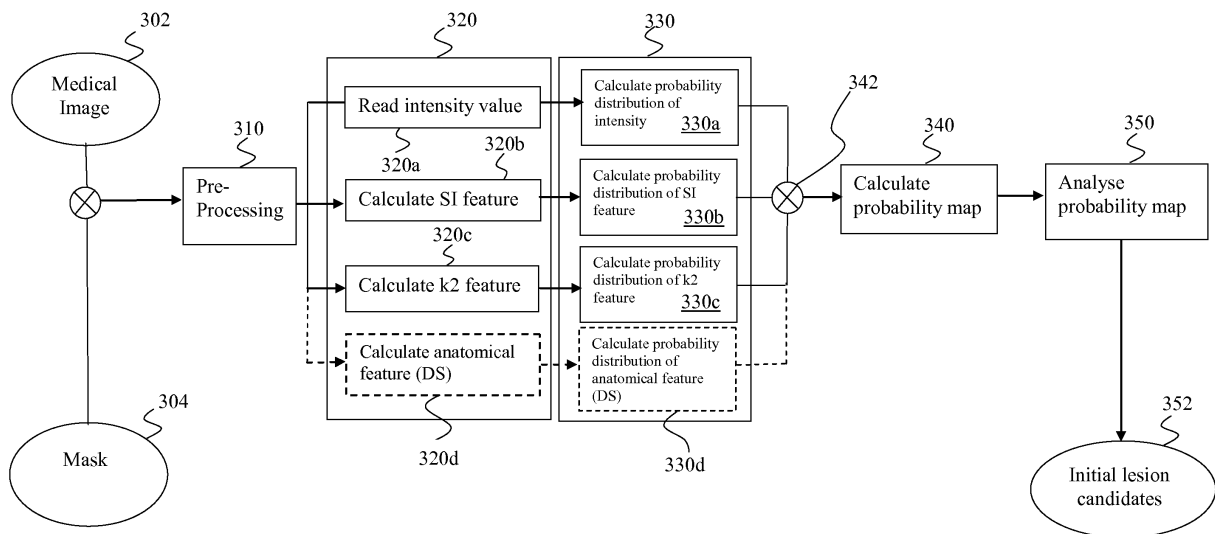 302
Medical
Image
310
Pre-
Processing
304
Mask
320
Read intensity value
320a
320b
Calculate SI feature
320c
Calculate k2 feature
Calculate anatomical
feature (DS)
320d
330
Calculate probability
distribution of
intensity 330a
Calculate probability
distribution of SI
feature 330b
Calculate probability
distribution of k2
feature 330c
Calculate probability
distribution of
anatomical feature
(DS)
330d
342
340
Calculate
probability map
350
Analyse
probability map
352
Initial lesion
candidates